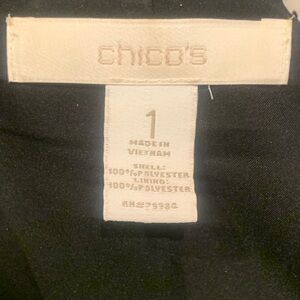 chico's
1
MADE IN
VIETNAM
SHELL:
100%POLYESTER
LINING:
100%POLYESTER